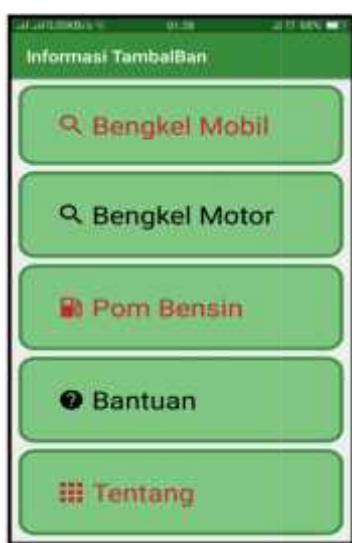 Informasi TambalBan
Bengkel Mobil
Bengkel Motor
Pom Bensin
Bantuan
Tentang